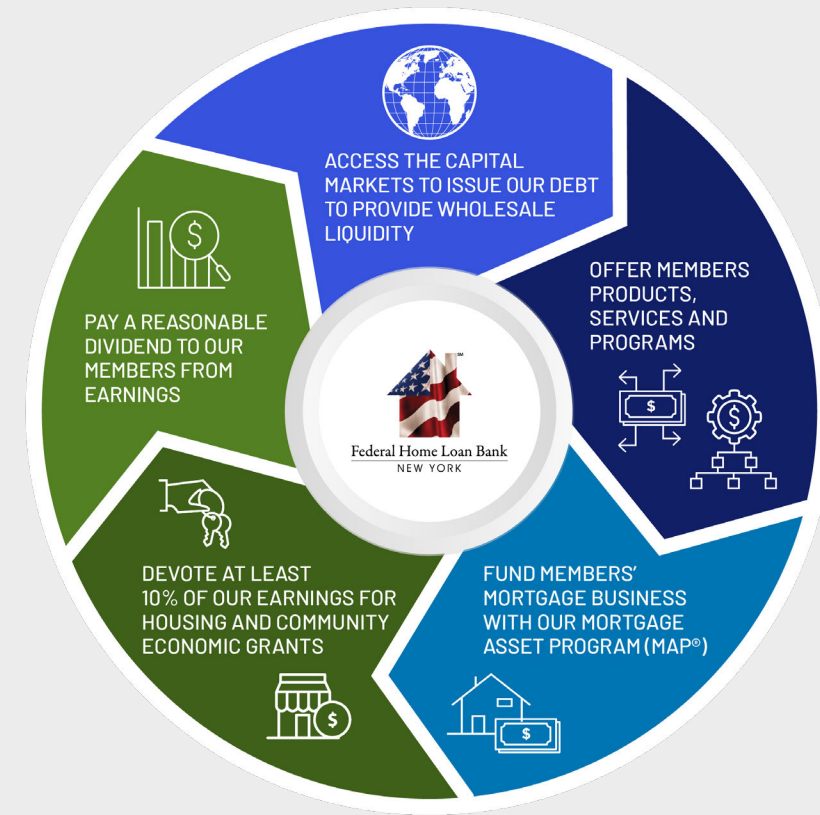 ACCESS THE CAPITAL
MARKETS TO ISSUE OUR DEBT
TO PROVIDE WHOLESALE
LIQUIDITY
OFFER MEMBERS
PRODUCTS,
SERVICES AND
PROGRAMS
$
$
FUND MEMBERS’
MORTGAGE BUSINESS
WITH OUR MORTGAGE
ASSET PROGRAM (MAP®)
$
DEVOTE AT LEAST
10% OF OUR EARNINGS FOR
HOUSING AND COMMUNITY
ECONOMIC GRANTS
$
$
PAY A REASONABLE
DIVIDEND TO OUR
MEMBERS FROM
EARNINGS
SM
Federal Home Loan Bank
NEW YORK